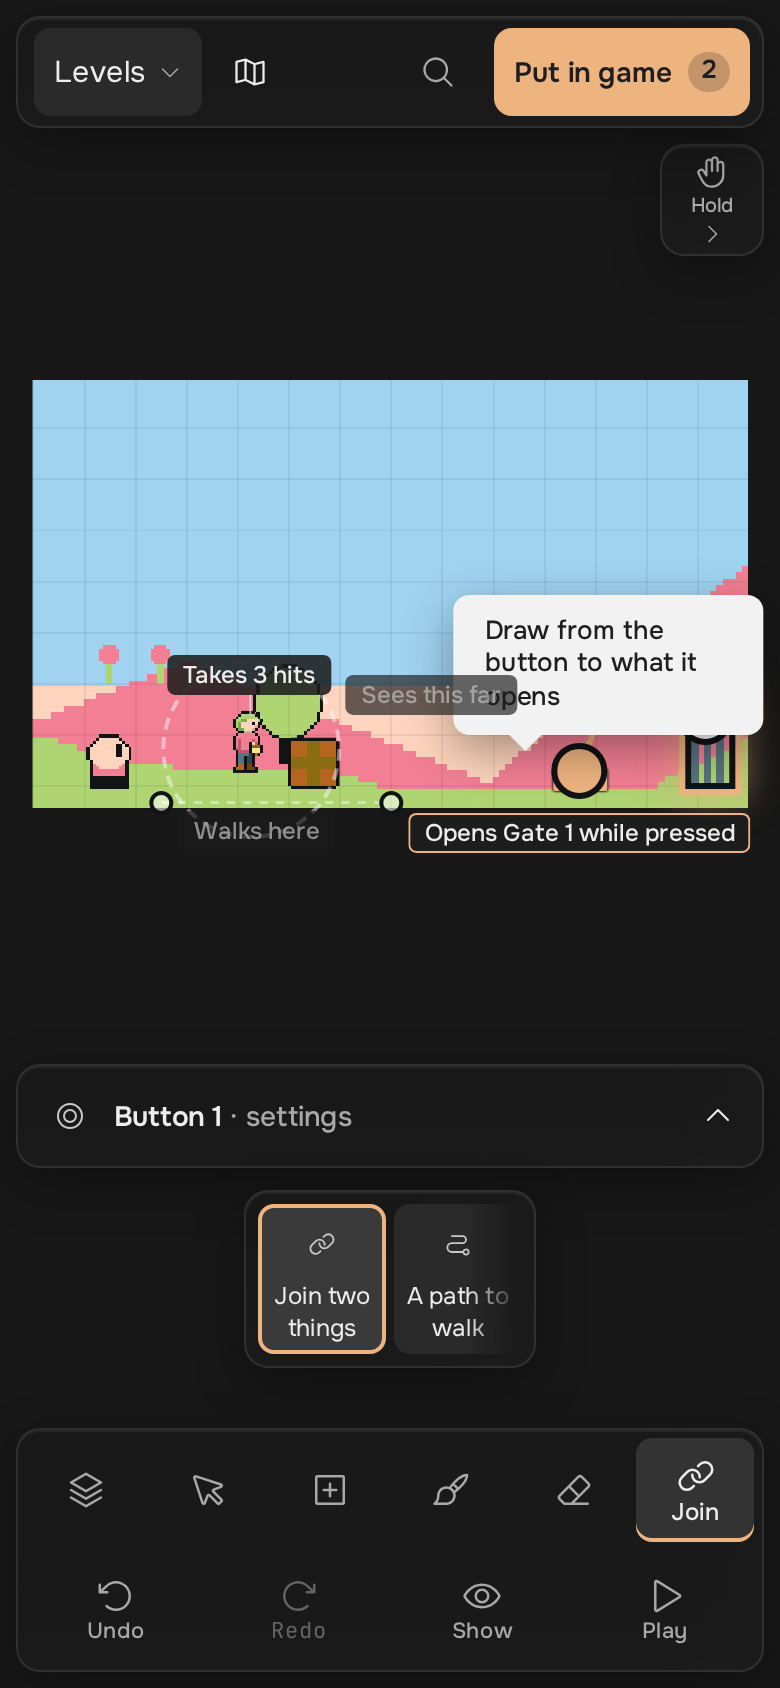 Levels
Put in game 2
Hold
Draw from the
button to what it
opens
Takes 3 hits
Sees this far
Walks here
Opens Gate 1 while pressed
Button 1 · settings
Join two
things
A path to
walk
Join
Undo
Redo
Show
Play